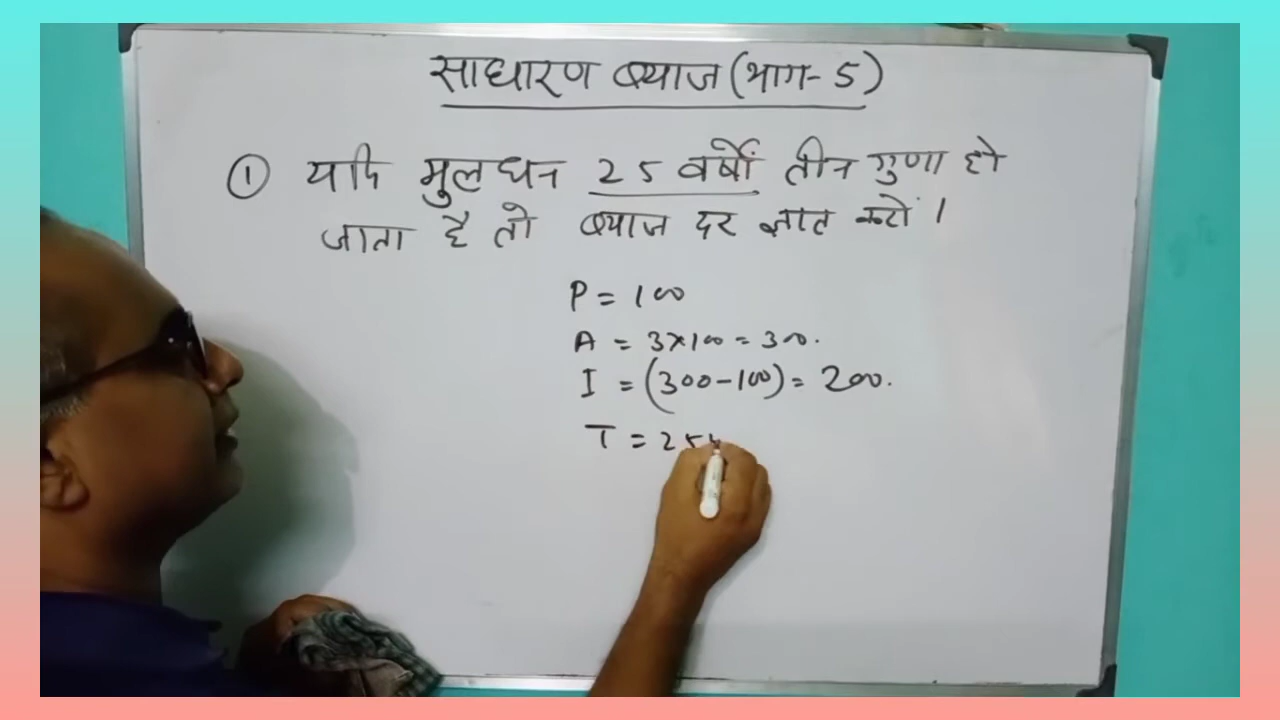 साधारण ब्याज (भाग- 5)
① यदि मुलधन 25 वर्षों तीन गुणा हो
जाता है तो ब्याज दर ज्ञात करो।
P = 100
A = 3×100 = 300.
I = (300-100) = 200.
T = 25